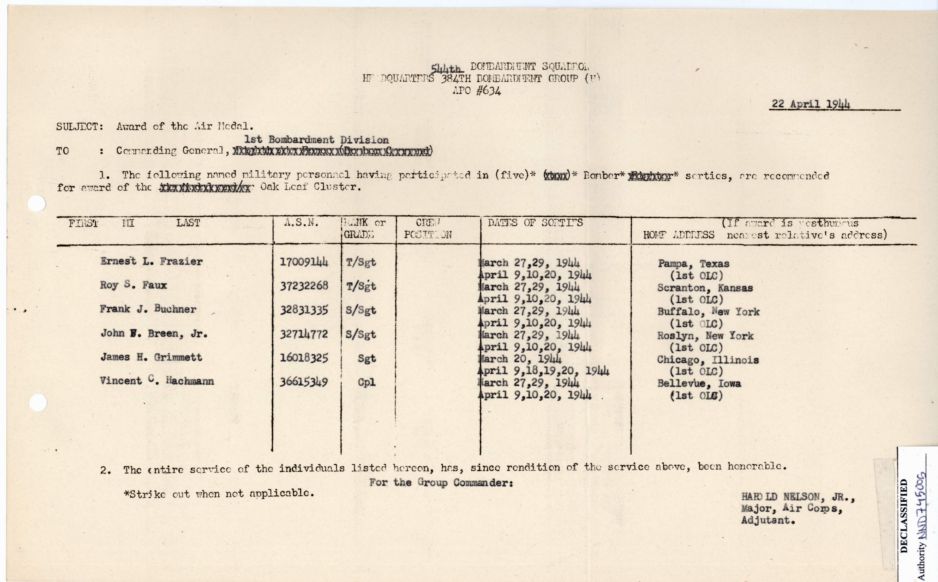 544th BOMBARDMENT SQUADRON
HEADQUARTERS 384TH BOMBARDMENT GROUP (H)
APO #634
22 April 1944
SUBJECT: Award of the Air Medal.
1st Bombardment Division
TO : Commanding General,
1. The following named military personnel having participated in (five)* (ten)* Bomber* Fighter* sorties, are recommended
for award of the Oak Leaf Cluster.
FIRST MI LAST A.S.N. RANK or GRADE CREW POSITION DATES OF SORTIES (If award is posthumous
HOME ADDRESS nearest relative's address)
Ernest L. Frazier 17009144 T/Sgt March 27,29, 1944 Pampa, Texas
April 9,10,20, 1944 (1st OLC)
Roy S. Faux 37232268 T/Sgt March 27,29, 1944 Scranton, Kansas
April 9,10,20, 1944 (1st OLC)
Frank J. Buchner 32831335 S/Sgt March 27,29, 1944 Buffalo, New York
April 9,10,20, 1944 (1st OLC)
John W. Breen, Jr. 32714772 S/Sgt March 27,29, 1944 Roslyn, New York
April 9,10,20, 1944 (1st OLC)
James H. Grimmett 16018325 Sgt March 20, 1944 Chicago, Illinois
April 9,18,19,20, 1944 (1st OLC)
Vincent C. Hachmann 36615349 Cpl March 27,29, 1944 Bellevue, Iowa
April 9,10,20, 1944 (1st OLC)
2. The entire service of the individuals listed hereon, has, since rendition of the service above, been honorable.
For the Group Commander:
*Strike out when not applicable.
HAROLD NELSON, JR.,
Major, Air Corps,
Adjutant.
DECLASSIFIED
Authority NND745005